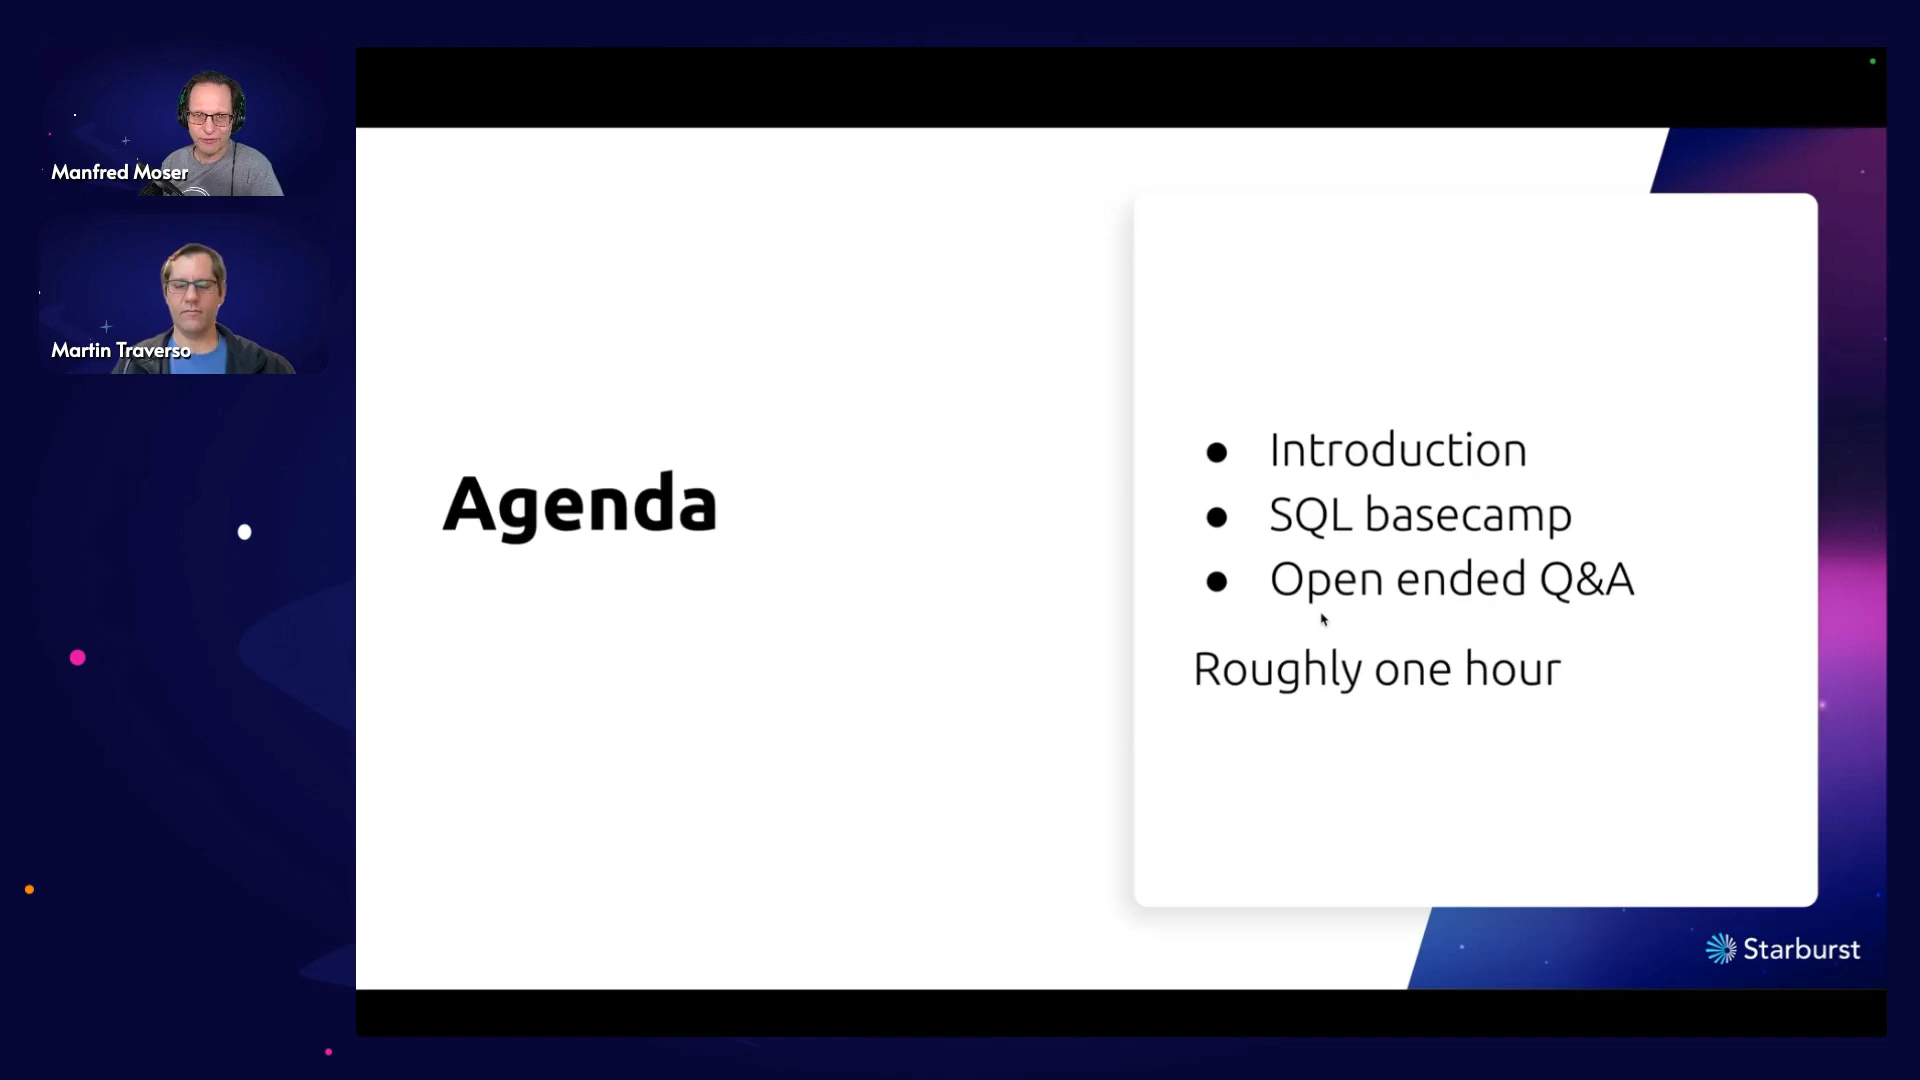 Manfred Moser
Martin Traverso
Agenda
● Introduction
● SQL basecamp
● Open ended Q&A
Roughly one hour
Starburst